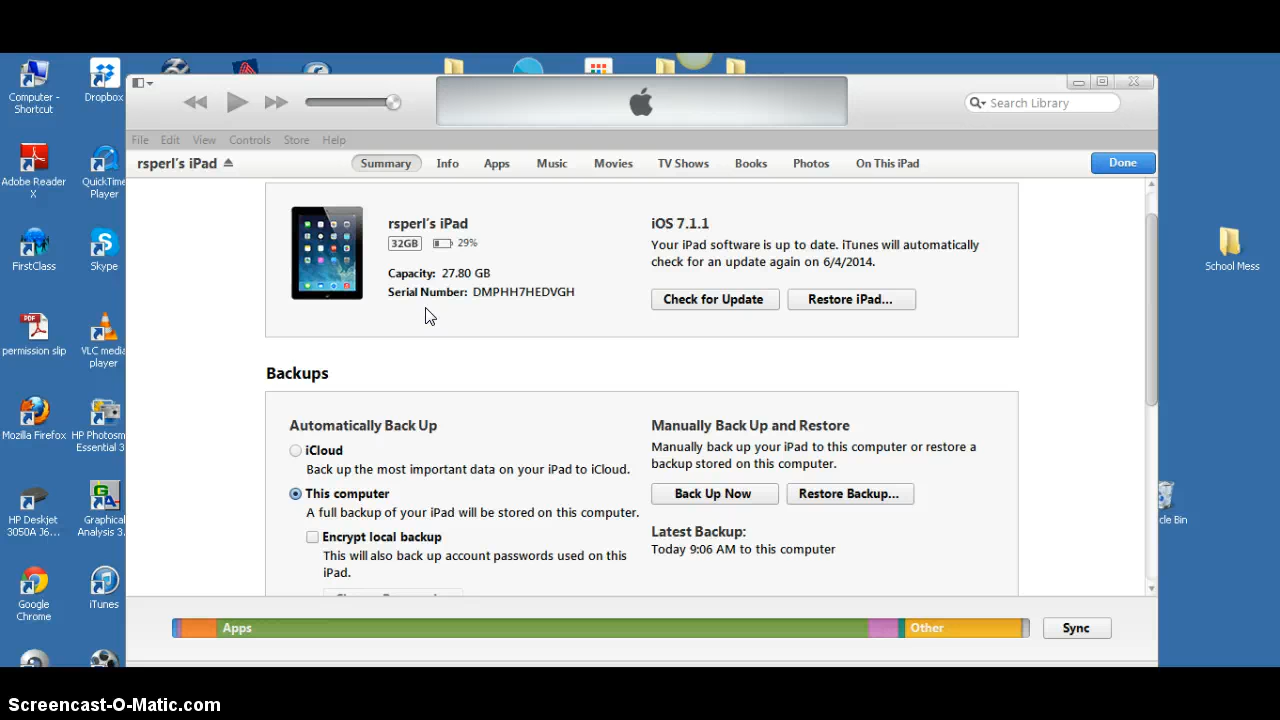 Computer -
Shortcut
Dropbox
Adobe Reader
X
QuickTime
Player
FirstClass
Skype
permission slip
VLC media
player
Mozilla Firefox
HP Photosm
Essential 3
HP Deskjet
3050A J6...
Graphical
Analysis 3.
Google
Chrome
iTunes
Search Library
File Edit View Controls Store Help
rsperl's iPad
Summary Info Apps Music Movies TV Shows Books Photos On This iPad
Done
rsperl's iPad
32GB 29%
Capacity: 27.80 GB
Serial Number: DMPHH7HEDVGH
iOS 7.1.1
Your iPad software is up to date. iTunes will automatically
check for an update again on 6/4/2014.
Check for Update Restore iPad...
Backups
Automatically Back Up
iCloud
Back up the most important data on your iPad to iCloud.
This computer
A full backup of your iPad will be stored on this computer.
Encrypt local backup
This will also back up account passwords used on this
iPad.
Manually Back Up and Restore
Manually back up your iPad to this computer or restore a
backup stored on this computer.
Back Up Now Restore Backup...
Latest Backup:
Today 9:06 AM to this computer
Apps Other
Sync
School Mess
cle Bin
PDF
Screencast-O-Matic.com